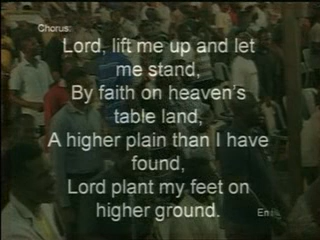 Chorus:
Lord, lift me up and let
me stand,
By faith on heaven's
table land,
A higher plain than I have
found,
Lord plant my feet on
higher ground.